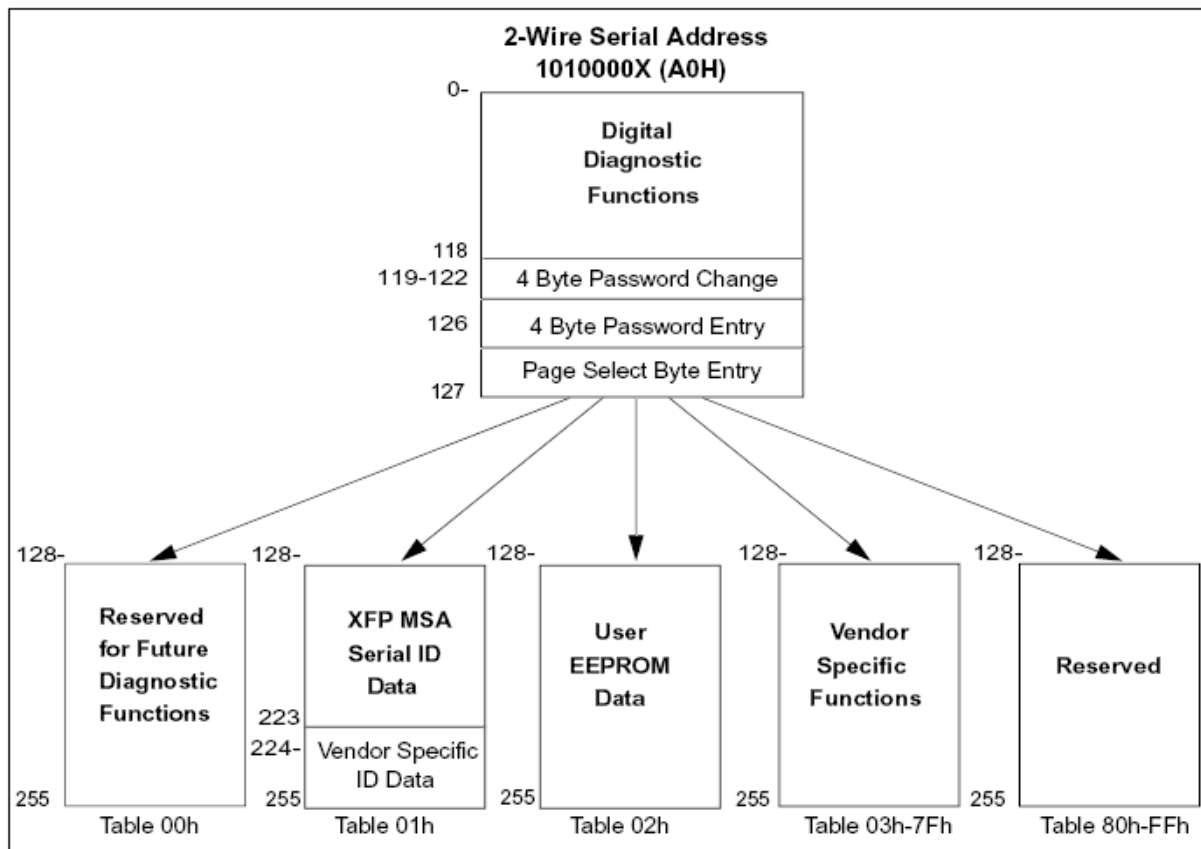 2-Wire Serial Address
1010000X (A0H)
0-
Digital
Diagnostic
Functions
118
119-122
4 Byte Password Change
126
4 Byte Password Entry
Page Select Byte Entry
127
128-
Reserved
for Future
Diagnostic
Functions
255
Table 00h
128-
XFP MSA
Serial ID
Data
223
224-
Vendor Specific
ID Data
255
Table 01h
128-
User
EEPROM
Data
255
Table 02h
128-
Vendor
Specific
Functions
255
Table 03h-7Fh
128-
Reserved
255
Table 80h-FFh